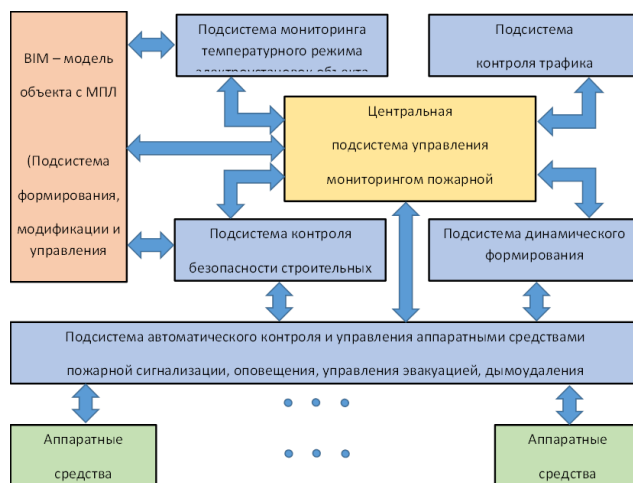 BIM – модель
объекта с МПЛ
(Подсистема
формирования,
модификации и
управления
Подсистема мониторинга
температурного режима
электроустановок объекта
Подсистема
контроля трафика
Центральная
подсистема управления
мониторингом пожарной
Подсистема контроля
безопасности строительных
Подсистема динамического
формирования
Подсистема автоматического контроля и управления аппаратными средствами
пожарной сигнализации, оповещения, управления эвакуацией, дымоудаления
Аппаратные
средства
Аппаратные
средства